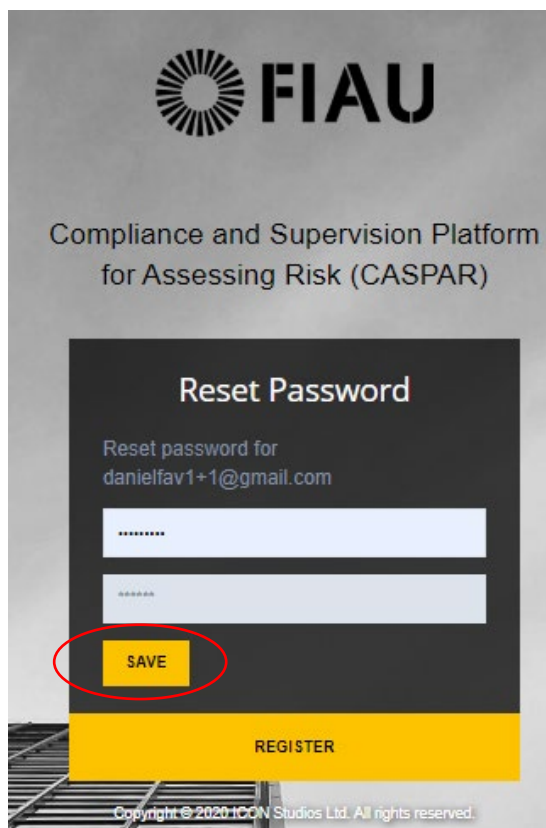 FIAU
Compliance and Supervision Platform
for Assessing Risk (CASPAR)
Reset Password
Reset password for
danielfav1+1@gmail.com
•••••••••
******
SAVE
REGISTER
Copyright © 2020 ICON Studios Ltd. All rights reserved.